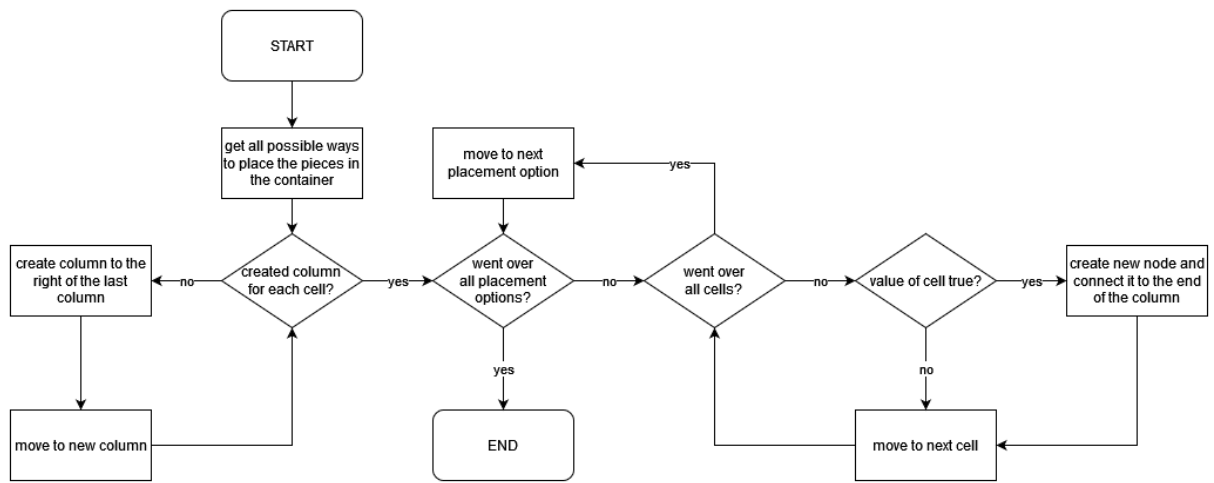 START
get all possible ways
to place the pieces in
the container
move to next
placement option
yes
create column to the
right of the last
column
no
created column
for each cell?
yes
went over
all placement
options?
no
went over
all cells?
no
value of cell true?
yes
create new node and
connect it to the end
of the column
yes
no
move to new column
END
move to next cell